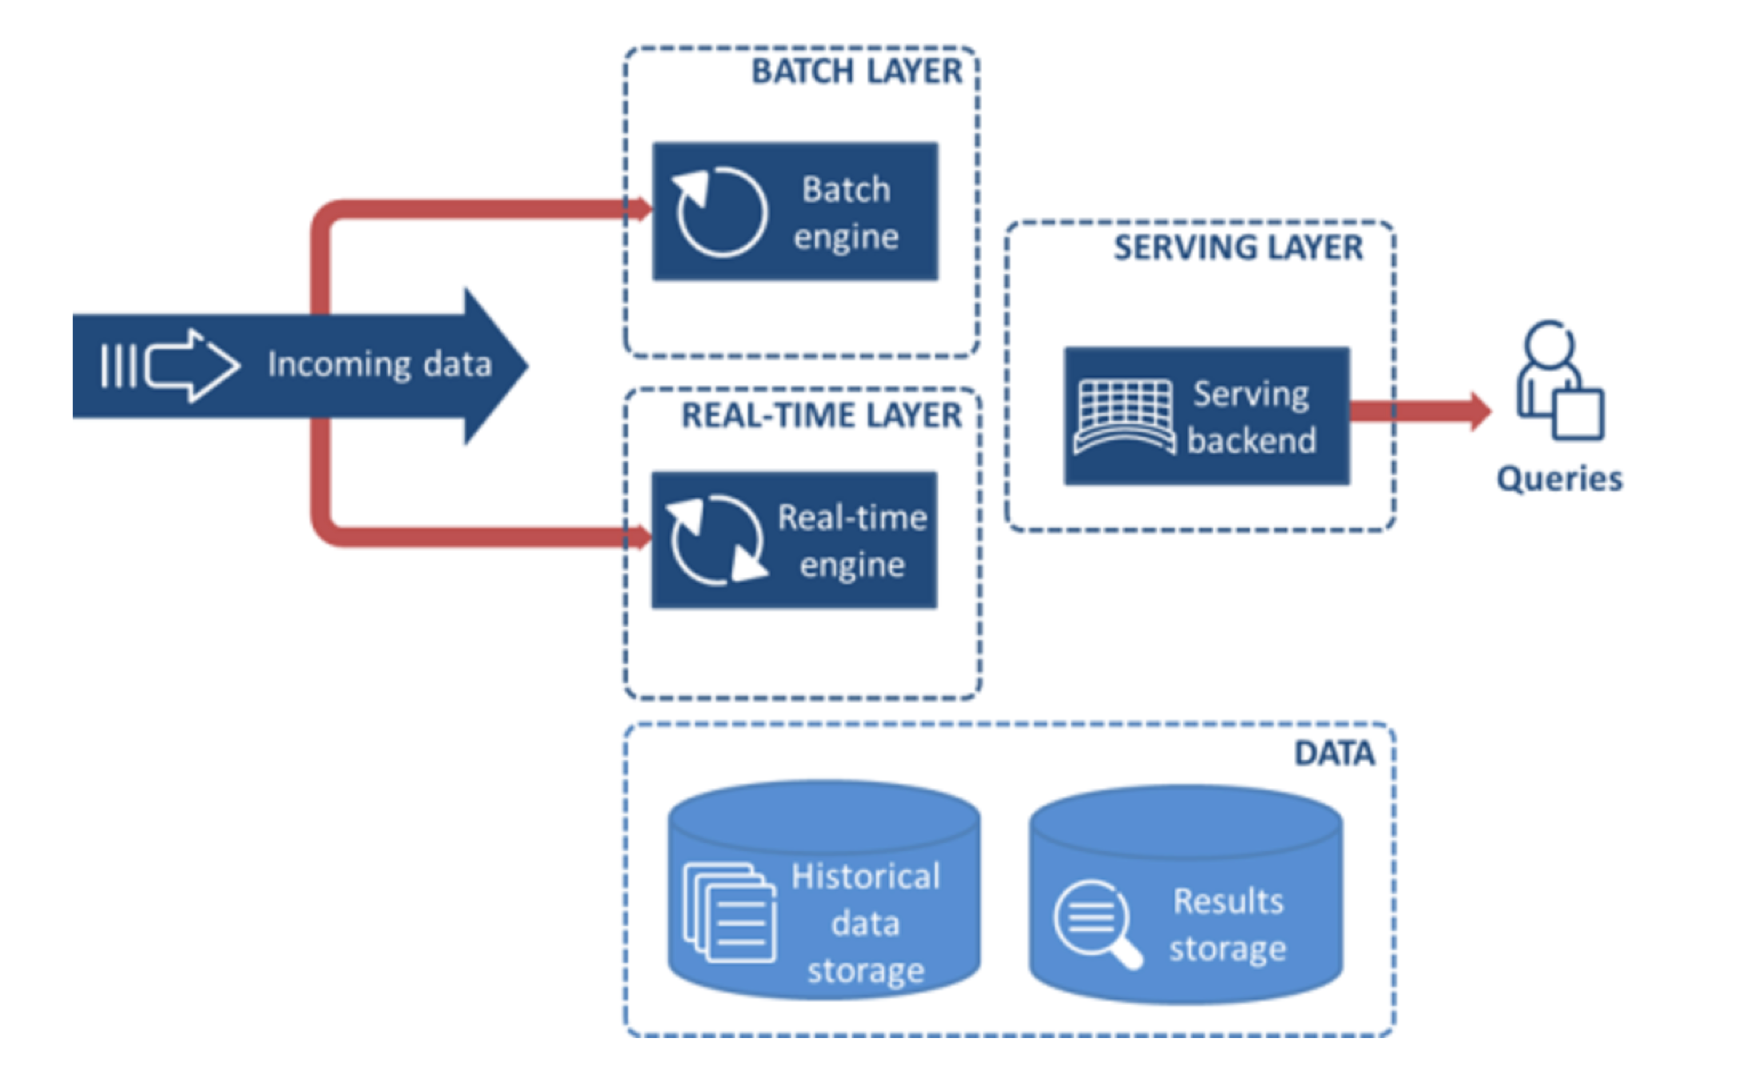 BATCH LAYER
Batch
engine
Incoming data
REAL-TIME LAYER
Real-time
engine
SERVING LAYER
Serving
backend
Queries
DATA
Historical
data
storage
Results
storage